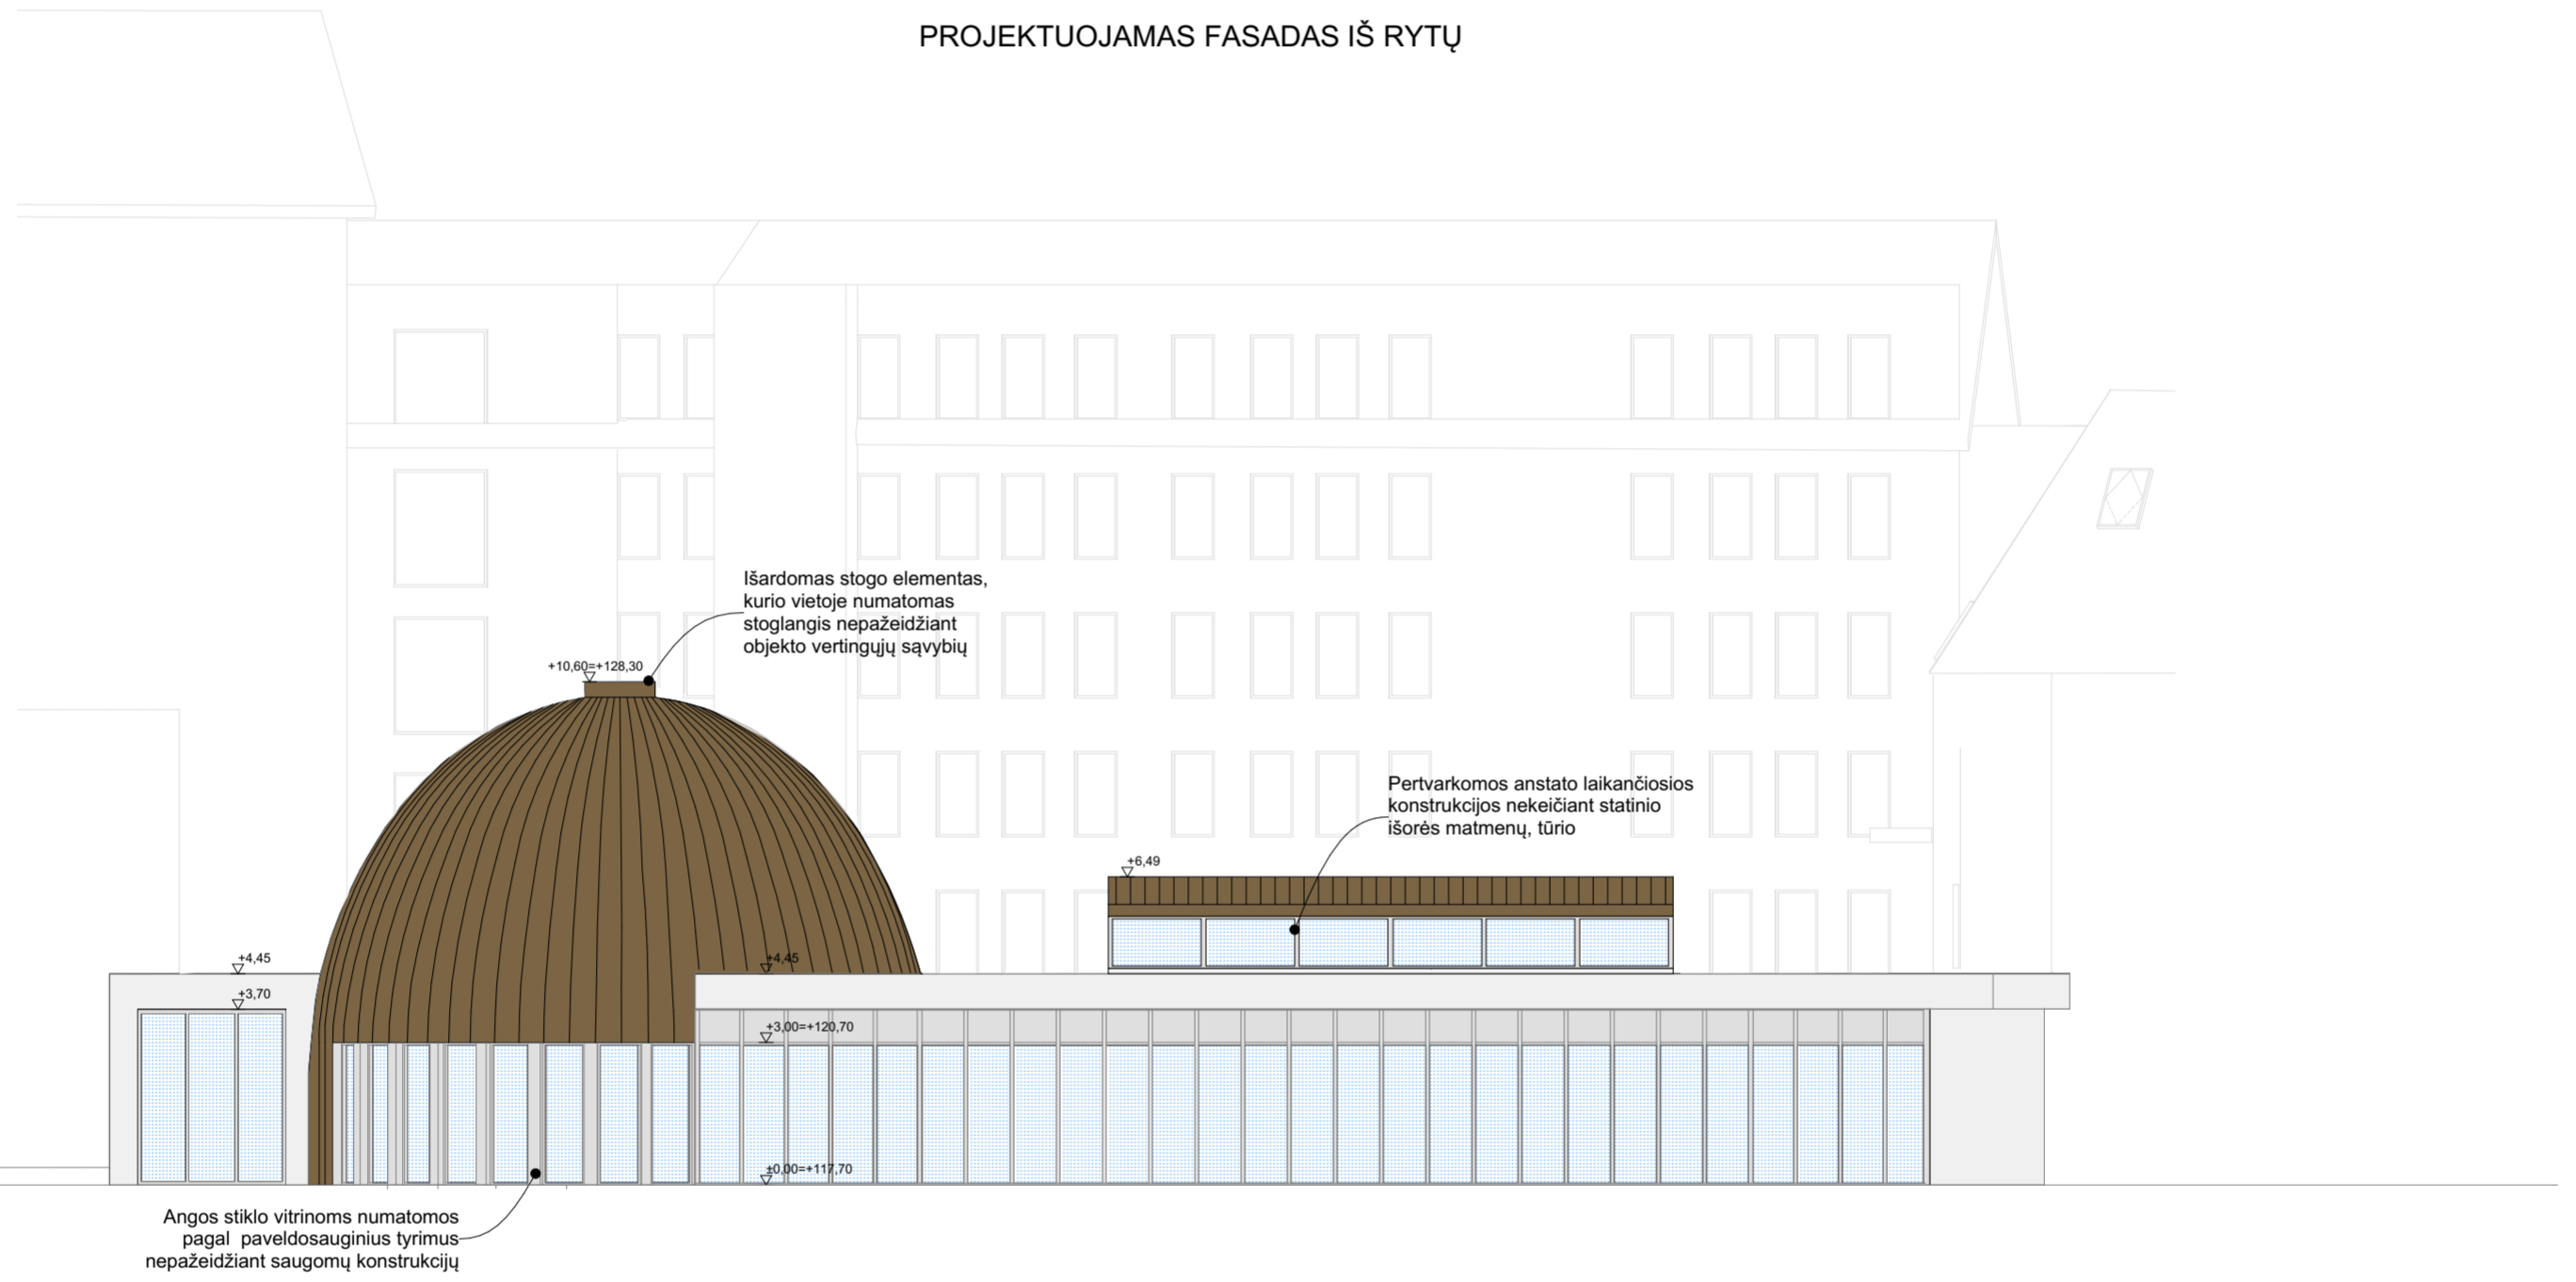 PROJEKTUOJAMAS FASADAS IŠ RYTŲ
Išardomas stogo elementas,
kurio vietoje numatomas
stoglangis nepažeidžiant
objekto vertingųjų sąvybių
+10,60=+128,30
Pertvarkomos anstato laikančiosios
konstrukcijos nekeičiant statinio
išorės matmenų, tūrio
+6,49
+4,45
+4,45
+3,70
+3,00=+120,70
±0,00=+117,70
Angos stiklo vitrinoms numatomos
pagal paveldosauginius tyrimus
nepažeidžiant saugomų konstrukcijų